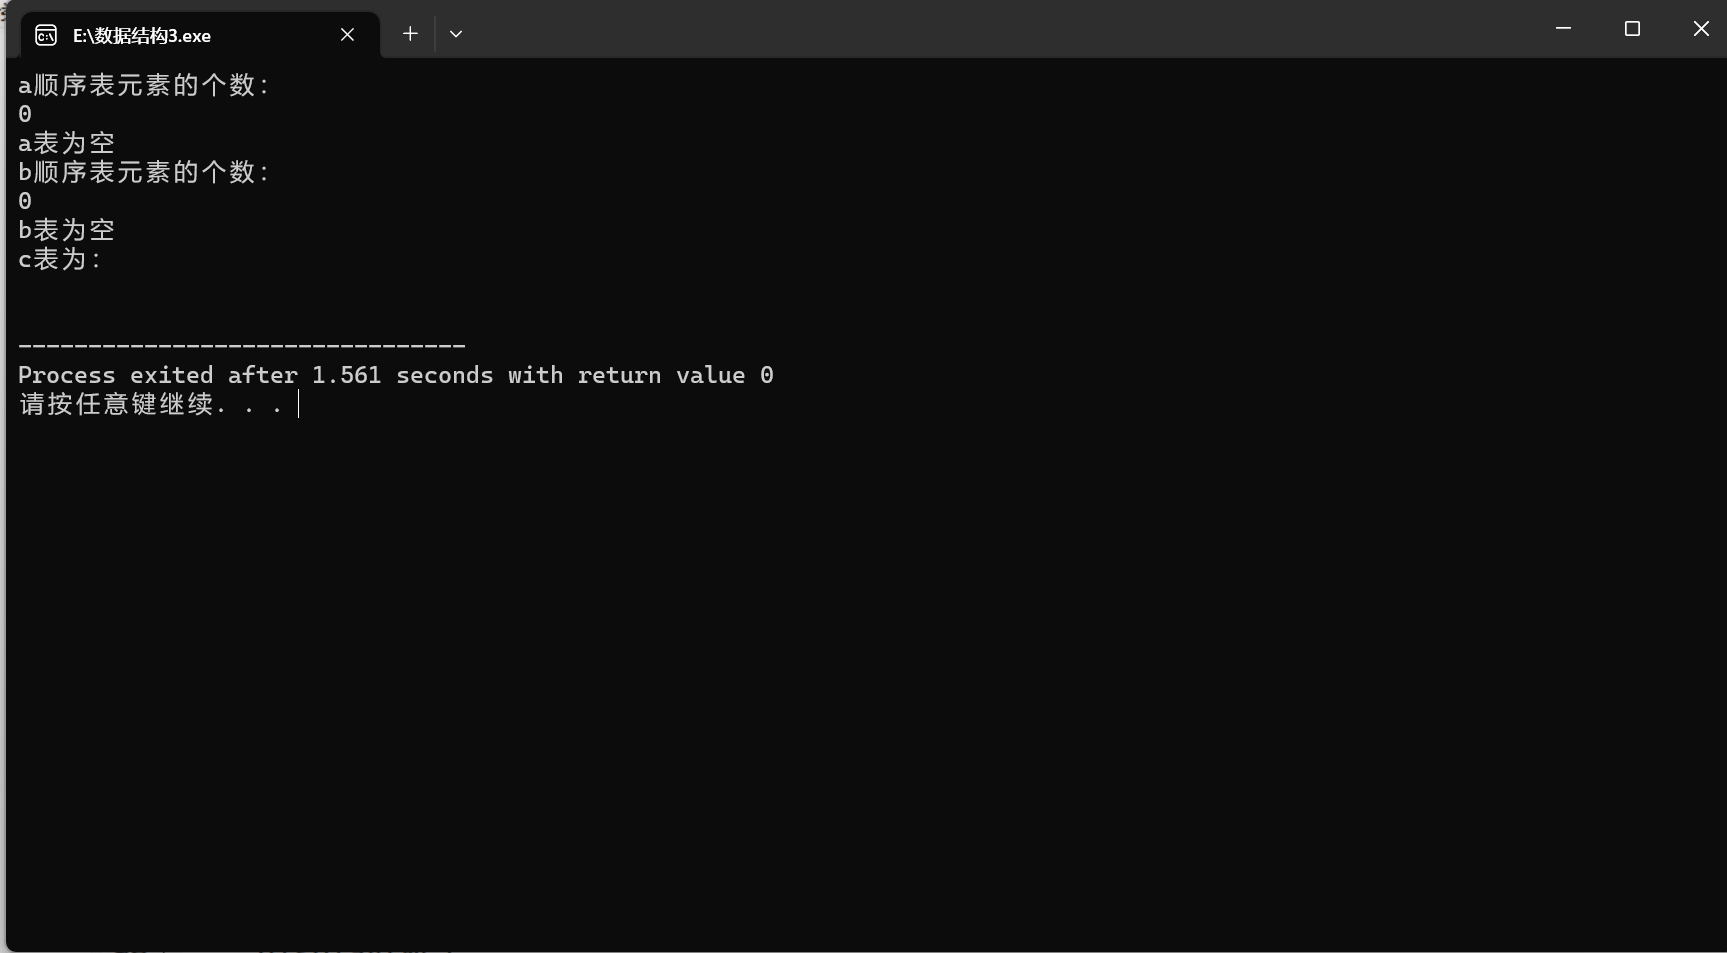 E:\数据结构3.exe
a顺序表元素的个数:
0
a表为空
b顺序表元素的个数:
0
b表为空
c表为:
--------------------------------
Process exited after 1.561 seconds with return value 0
请按任意键继续. . .